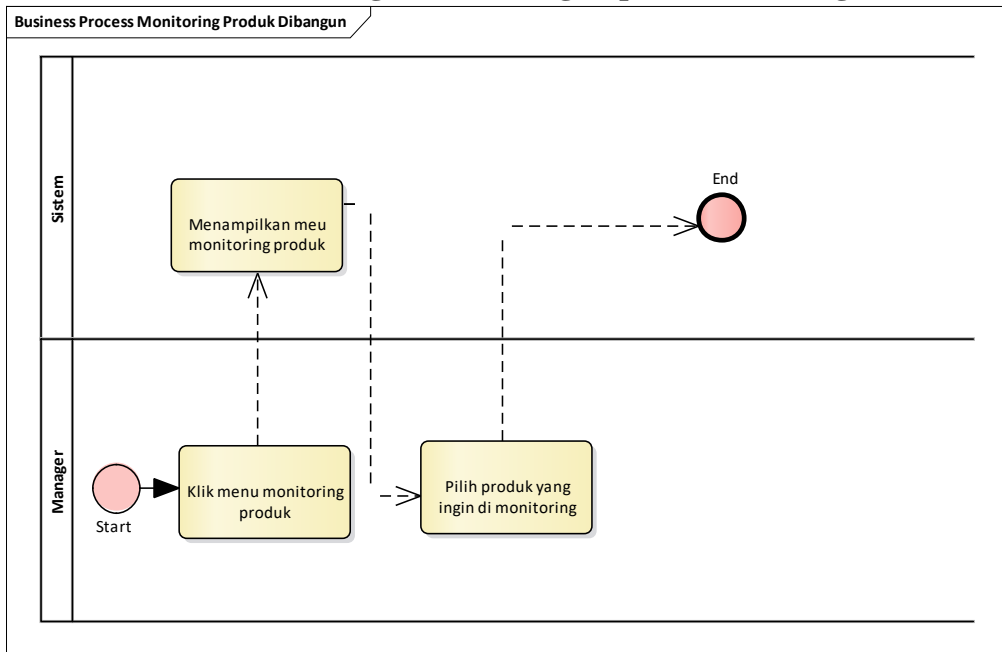 Business Process Monitoring Produk Dibangun
Sistem
Menampilkan meu
monitoring produk
End
Manager
Start
Klik menu monitoring
produk
Pilih produk yang
ingin di monitoring